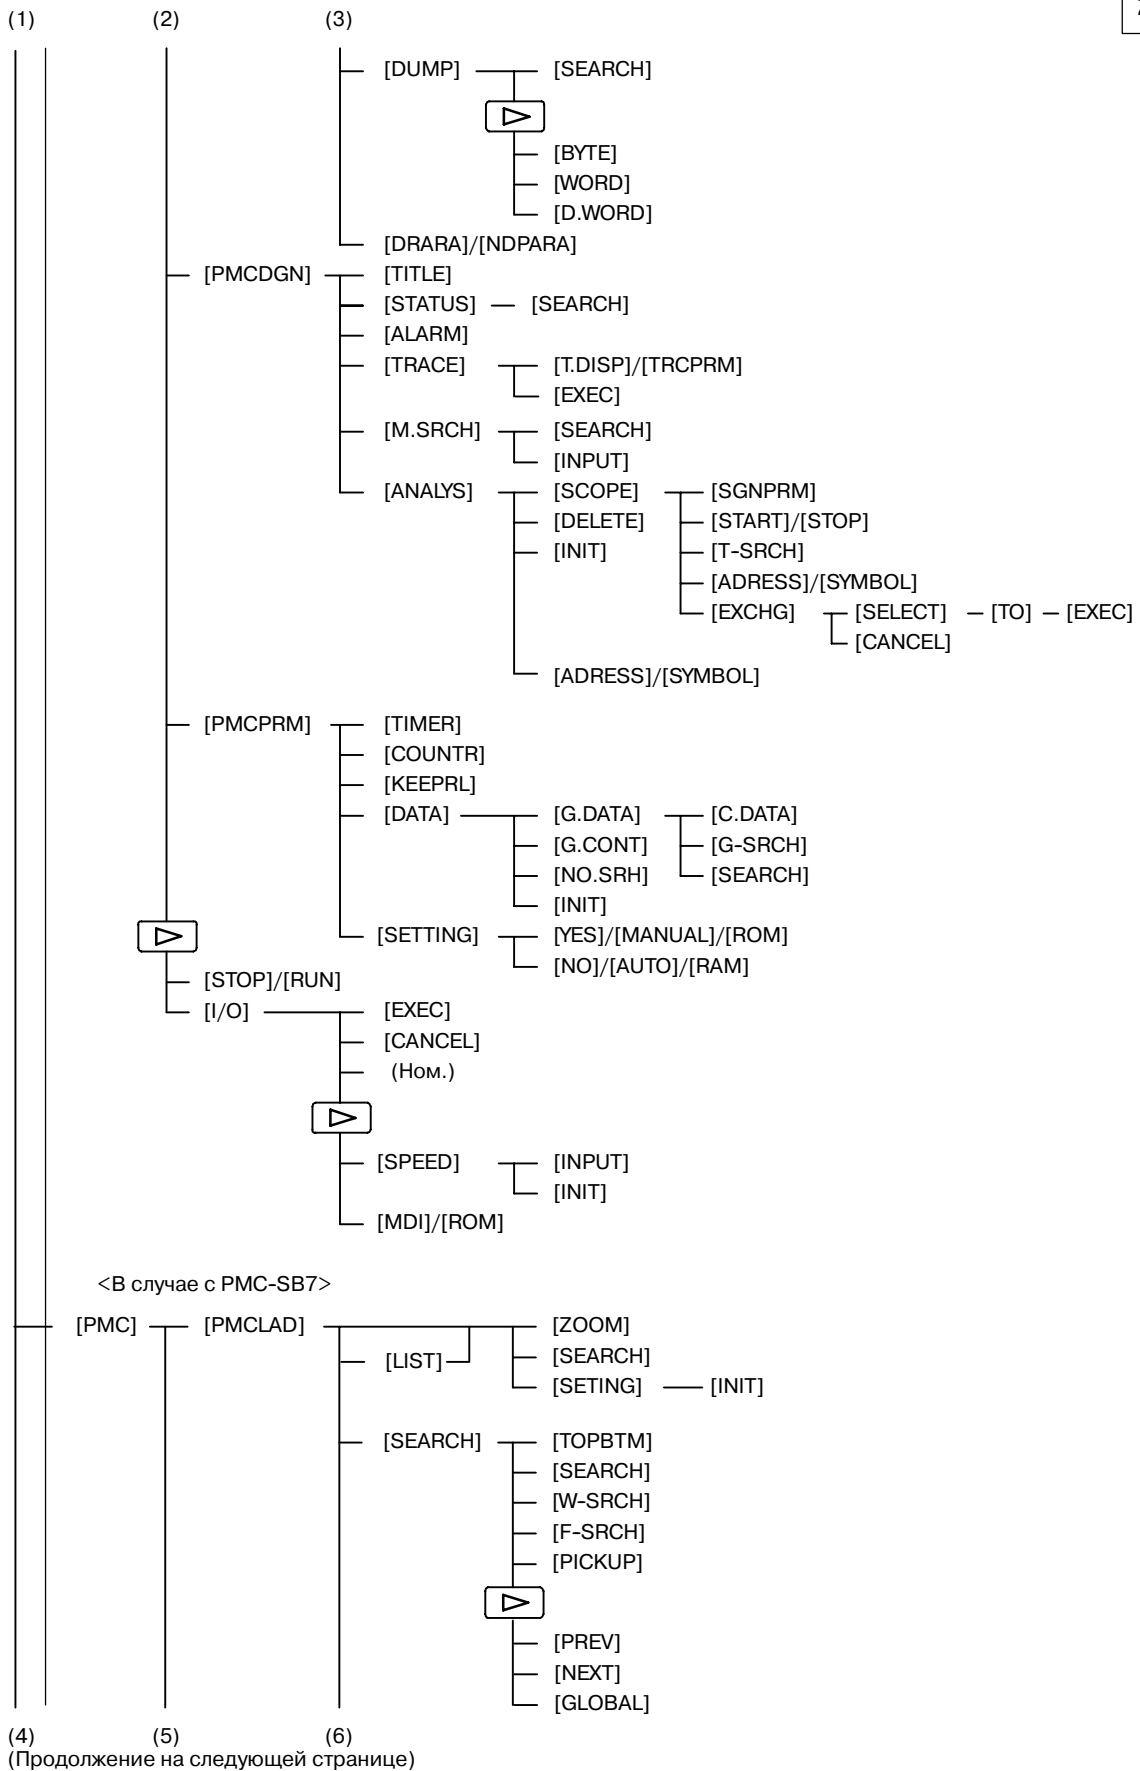 (1) (2) (3)
[DUMP] [SEARCH]
[BYTE]
[WORD]
[D.WORD]
[DRARA]/[NDPARA]
[PMCDGN] [TITLE]
[STATUS] [SEARCH]
[ALARM]
[TRACE] [T.DISP]/[TRCPRM]
[EXEC]
[M.SRCH] [SEARCH]
[INPUT]
[ANALYS] [SCOPE] [SGNPRM]
[DELETE] [START]/[STOP]
[INIT] [T-SRCH]
[ADRESS]/[SYMBOL]
[EXCHG] [SELECT] [TO] [EXEC]
[CANCEL]
[ADRESS]/[SYMBOL]
[PMCPRM] [TIMER]
[COUNTR]
[KEEPRL]
[DATA] [G.DATA] [C.DATA]
[G.CONT] [G-SRCH]
[NO.SRH] [SEARCH]
[INIT]
[SETTING] [YES]/[MANUAL]/[ROM]
[NO]/[AUTO]/[RAM]
[STOP]/[RUN]
[I/O] [EXEC]
[CANCEL]
(Ном.)
[SPEED] [INPUT]
[INIT]
[MDI]/[ROM]
<В случае с PMC-SB7>
[PMC] [PMCLAD] [ZOOM]
[LIST] [SEARCH]
[SETING] [INIT]
[SEARCH] [TOPBTM]
[SEARCH]
[W-SRCH]
[F-SRCH]
[PICKUP]
[PREV]
[NEXT]
[GLOBAL]
(4) (5) (6)
(Продолжение на следующей странице)